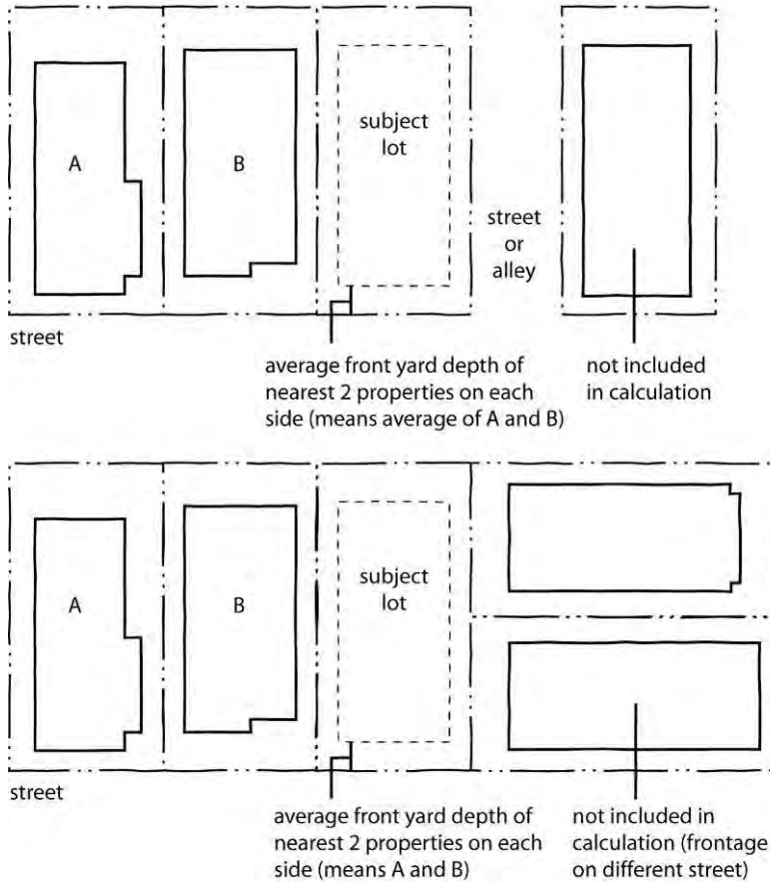 A
B
subject
lot
street
or
alley
street
average front yard depth of
nearest 2 properties on each
side (means average of A and B)
not included
in calculation
A
B
subject
lot
street
average front yard depth of
nearest 2 properties on each
side (means A and B)
not included in
calculation (frontage
on different street)